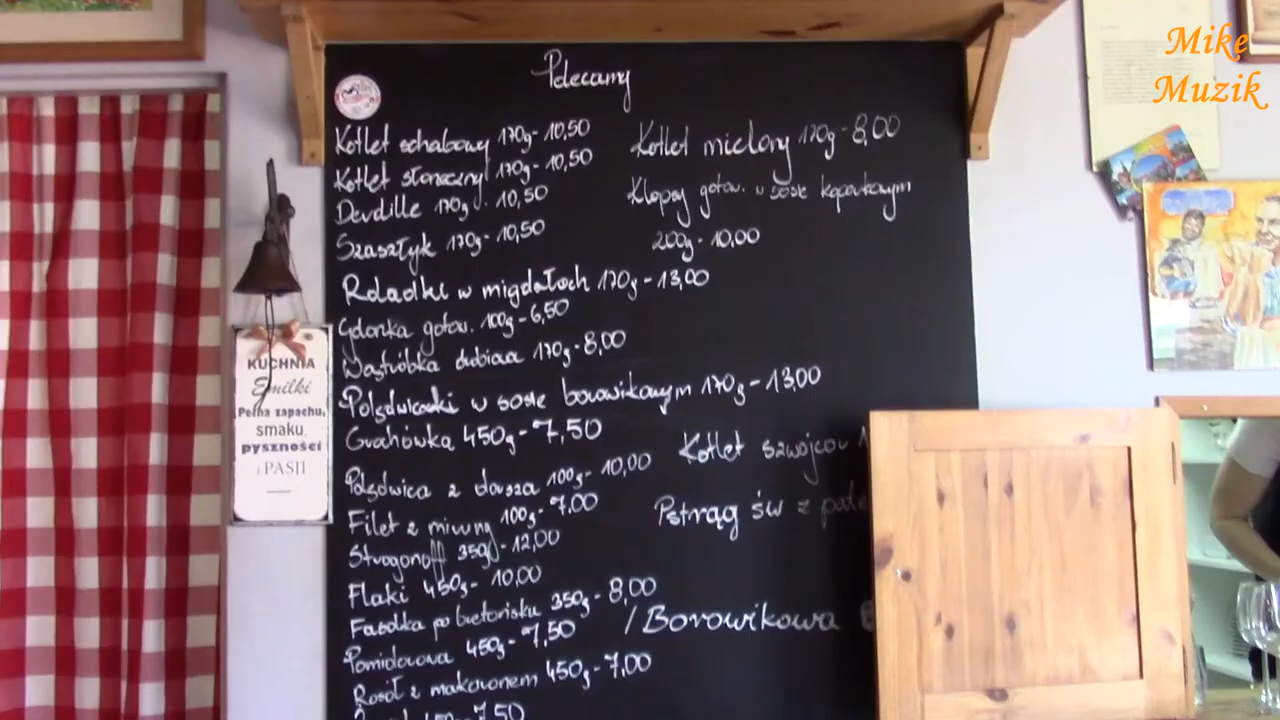 Mike
Muzik
Polecamy
Kotlet schabowy 170g - 10,50
Kotlet słoneczny 170g - 10,50
Devdille 170g - 10,50
Szaszłyk 170g - 10,50
Roladki w migdałach 170g - 13,00
Golonka gotow. 100g - 6,50
Wątróbka drobiowa 170g - 8,00
Polędwiczki w sosie borowikowym 170g - 13,00
Grochówka 450g - 7,50
Polędwica z dorsza 100g - 10,00
Filet z miruny 100g - 7,00
Strogonoff 350g - 12,00
Flaki 450g - 10,00
Fasolka po bretońsku 350g - 8,00
Pomidorowa 450g - 7,50
Rosół z makaronem 450g - 7,00
7,50
Kotlet mielony 170g - 8,00
Klopsy gotow. w sosie koperkowym
200g - 10,00
Kotlet szwajcar
Pstrąg św z
/Borowikowa
KUCHNIA
Emilki
Pełna zapachu,
smaku,
pyszności
i PASJI